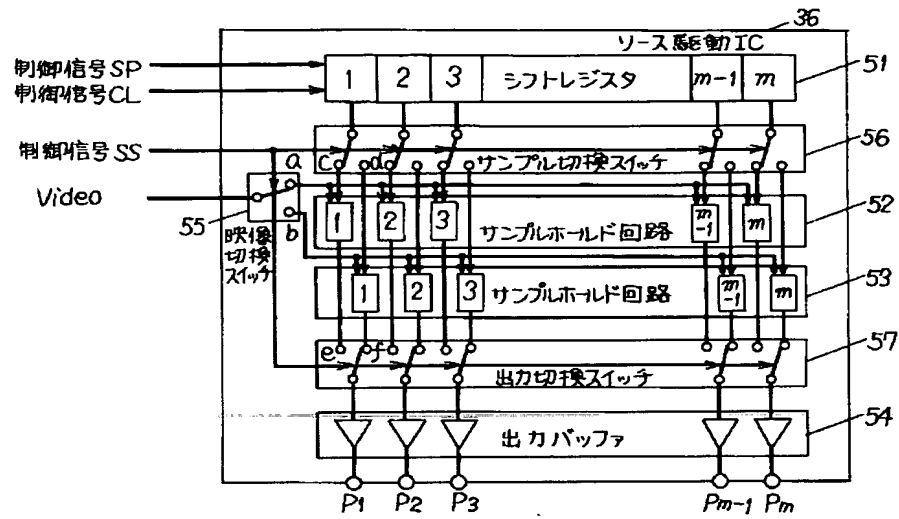 36
ソース駆動IC
制御信号SP
制御信号CL
1 2 3 シフトレジスタ m-1 m
51
制御信号SS
c d サンプル切換スイッチ
56
Video
a
b
55
映像
切換
スイッチ
1 2 3 サンプルホールド回路 m-1 m
52
1 2 3 サンプルホールド回路 m-1 m
53
e f
出力切換スイッチ
57
出力バッファ
54
P1 P2 P3 Pm-1 Pm